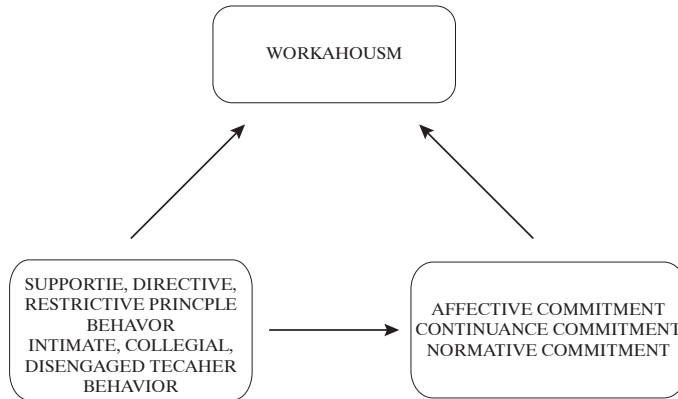 WORKAHOUSM
SUPPORTIE, DIRECTIVE,
RESTRICTIVE PRINCPLE
BEHAVOR
INTIMATE, COLLEGIAL,
DISENGAGED TECAHER
BEHAVIOR
AFFECTIVE COMMITMENT
CONTINUANCE COMMITMENT
NORMATIVE COMMITMENT